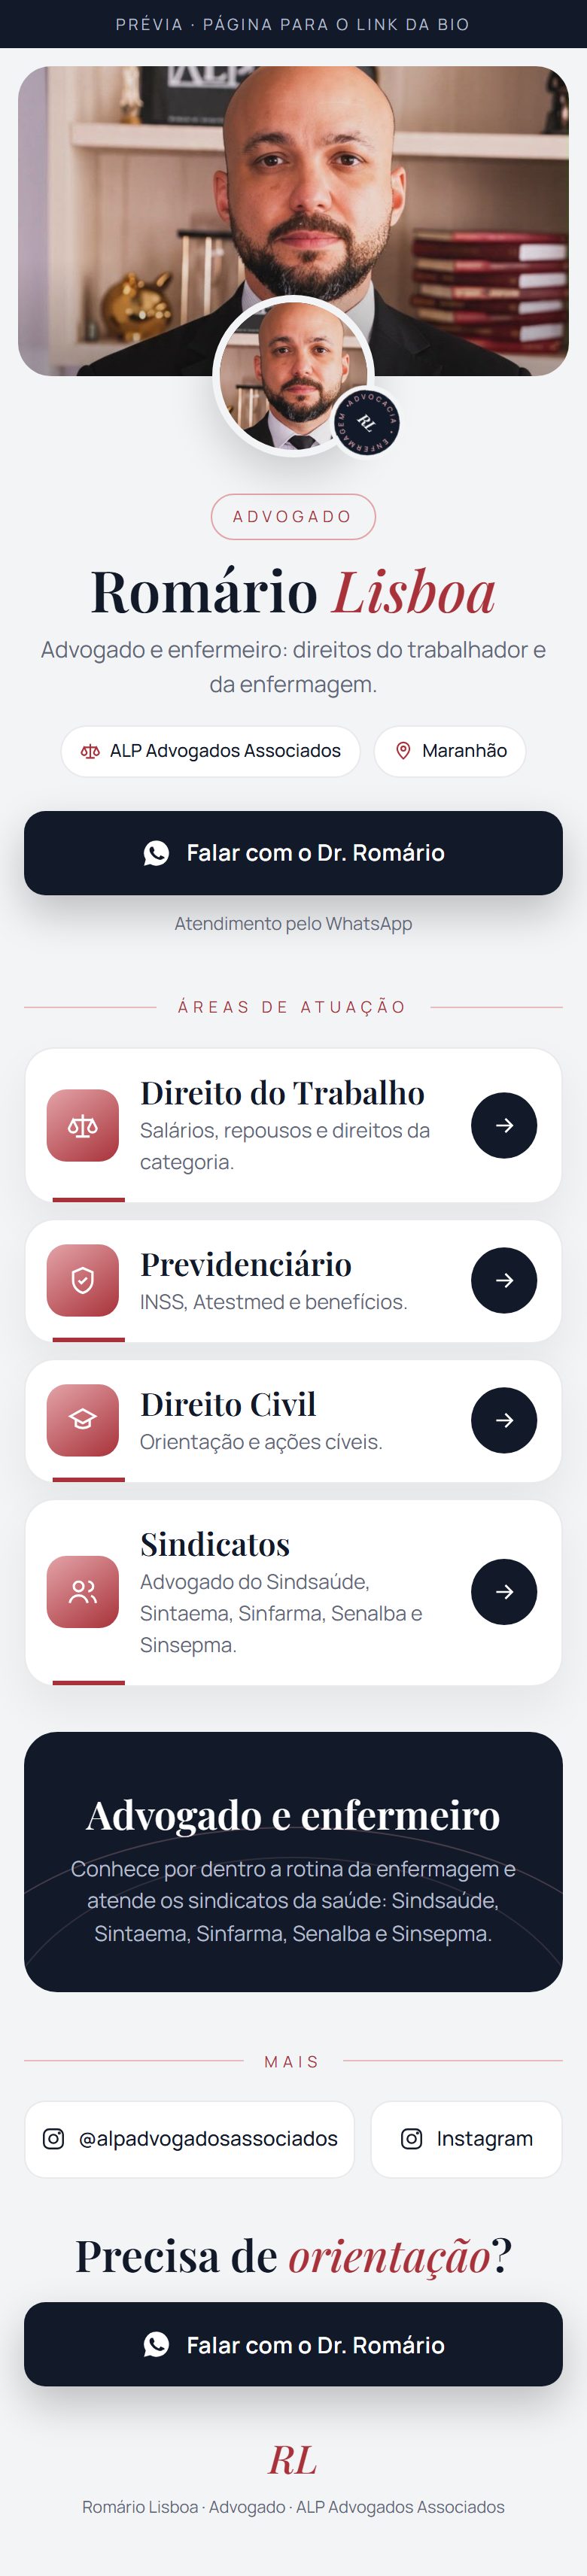 PRÉVIA · PÁGINA PARA O LINK DA BIO
ALP
ADVOCACIA · ENFERMAGEM ·
RL
ADVOGADO
Romário Lisboa
Advogado e enfermeiro: direitos do trabalhador e
da enfermagem.
ALP Advogados Associados
Maranhão
Falar com o Dr. Romário
Atendimento pelo WhatsApp
ÁREAS DE ATUAÇÃO
Direito do Trabalho
Salários, repousos e direitos da
categoria.
Previdenciário
INSS, Atestmed e benefícios.
Direito Civil
Orientação e ações cíveis.
Sindicatos
Advogado do Sindsaúde,
Sintaema, Sinfarma, Senalba e
Sinsepma.
Advogado e enfermeiro
Conhece por dentro a rotina da enfermagem e
atende os sindicatos da saúde: Sindsaúde,
Sintaema, Sinfarma, Senalba e Sinsepma.
MAIS
@alpadvogadosassociados
Instagram
Precisa de orientação?
Falar com o Dr. Romário
RL
Romário Lisboa · Advogado · ALP Advogados Associados